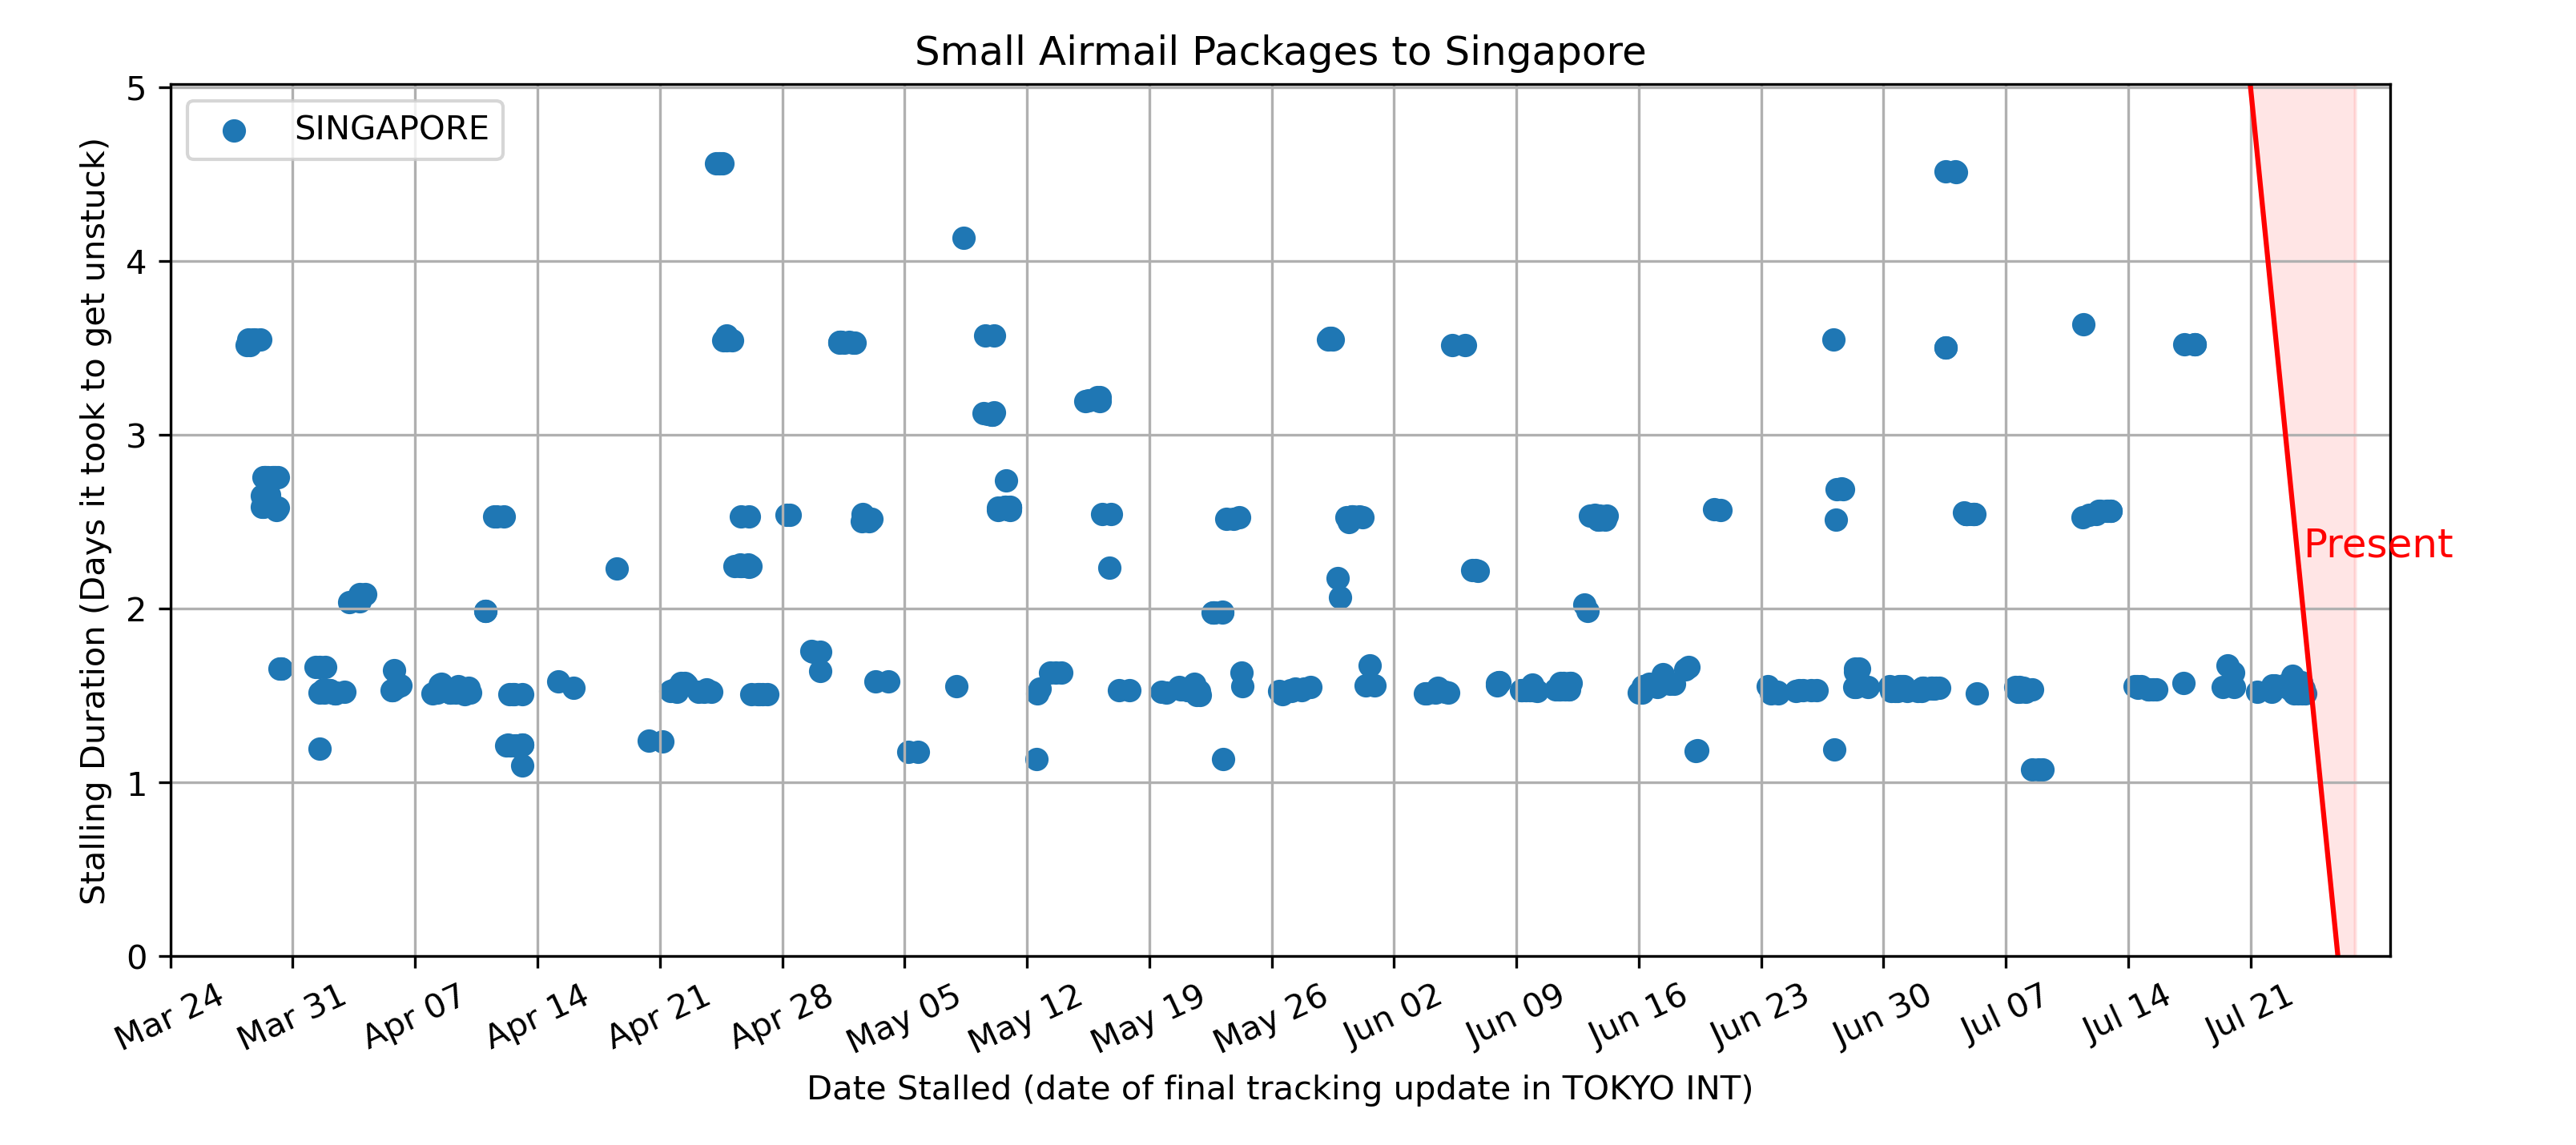 Small Airmail Packages to Singapore
SINGAPORE
Stalling Duration (Days it took to get unstuck)
5
4
3
2
1
0
Present
Mar 24
Mar 31
Apr 07
Apr 14
Apr 21
Apr 28
May 05
May 12
May 19
May 26
Jun 02
Jun 09
Jun 16
Jun 23
Jun 30
Jul 07
Jul 14
Jul 21
Date Stalled (date of final tracking update in TOKYO INT)